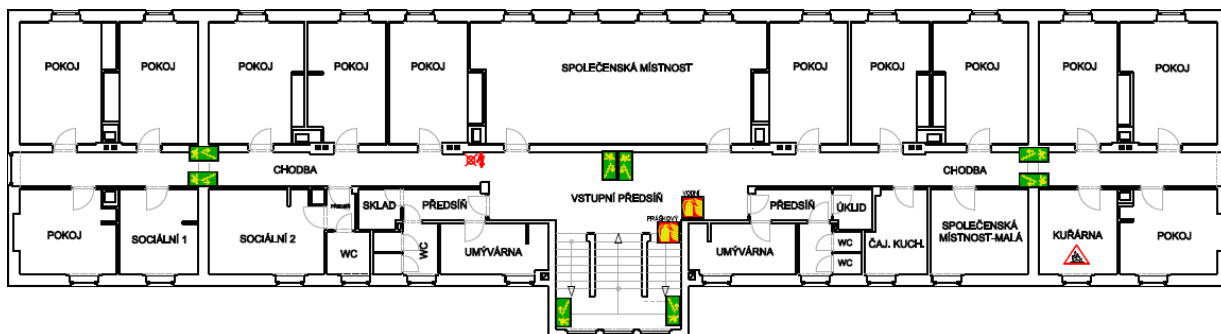 POKOJ
POKOJ
POKOJ
POKOJ
POKOJ
SPOLEČENSKÁ MÍSTNOST
POKOJ
POKOJ
POKOJ
POKOJ
POKOJ
CHODBA
CHODBA
VSTUPNÍ PŘEDSÍŇ
VODNÍ
PRÁŠKOVÝ
POKOJ
SOCIÁLNÍ 1
SOCIÁLNÍ 2
PŘEDSÍŇ
SKLAD
PŘEDSÍŇ
WC
WC
UMÝVÁRNA
UMÝVÁRNA
PŘEDSÍŇ
ÚKLID
WC
WC
ČAJ. KUCH.
SPOLEČENSKÁ
MÍSTNOST-MALÁ
KUŘÁRNA
POKOJ